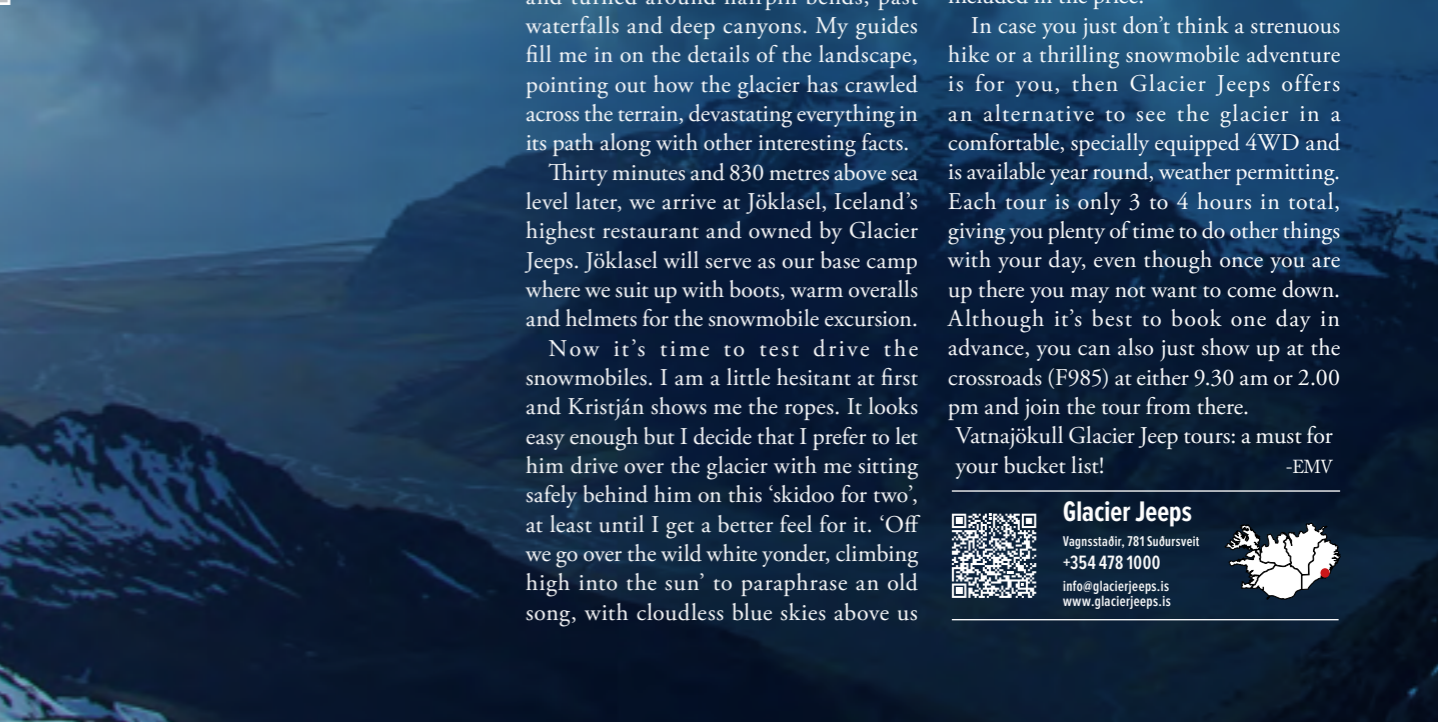 and turned around hairpin bends, past
waterfalls and deep canyons. My guides
fill me in on the details of the landscape,
pointing out how the glacier has crawled
across the terrain, devastating everything in
its path along with other interesting facts.
Thirty minutes and 830 metres above sea
level later, we arrive at Jöklasel, Iceland’s
highest restaurant and owned by Glacier
Jeeps. Jöklasel will serve as our base camp
where we suit up with boots, warm overalls
and helmets for the snowmobile excursion.
Now it’s time to test drive the
snowmobiles. I am a little hesitant at first
and Kristján shows me the ropes. It looks
easy enough but I decide that I prefer to let
him drive over the glacier with me sitting
safely behind him on this ‘skidoo for two’,
at least until I get a better feel for it. ‘Off
we go over the wild white yonder, climbing
high into the sun’ to paraphrase an old
song, with cloudless blue skies above us
included in the price.
In case you just don’t think a strenuous
hike or a thrilling snowmobile adventure
is for you, then Glacier Jeeps offers
an alternative to see the glacier in a
comfortable, specially equipped 4WD and
is available year round, weather permitting.
Each tour is only 3 to 4 hours in total,
giving you plenty of time to do other things
with your day, even though once you are
up there you may not want to come down.
Although it’s best to book one day in
advance, you can also just show up at the
crossroads (F985) at either 9.30 am or 2.00
pm and join the tour from there.
Vatnajökull Glacier Jeep tours: a must for
your bucket list! -EMV
Glacier Jeeps
Vagnsstaðir, 781 Suðursveit
+354 478 1000
info@glacierjeeps.is
www.glacierjeeps.is